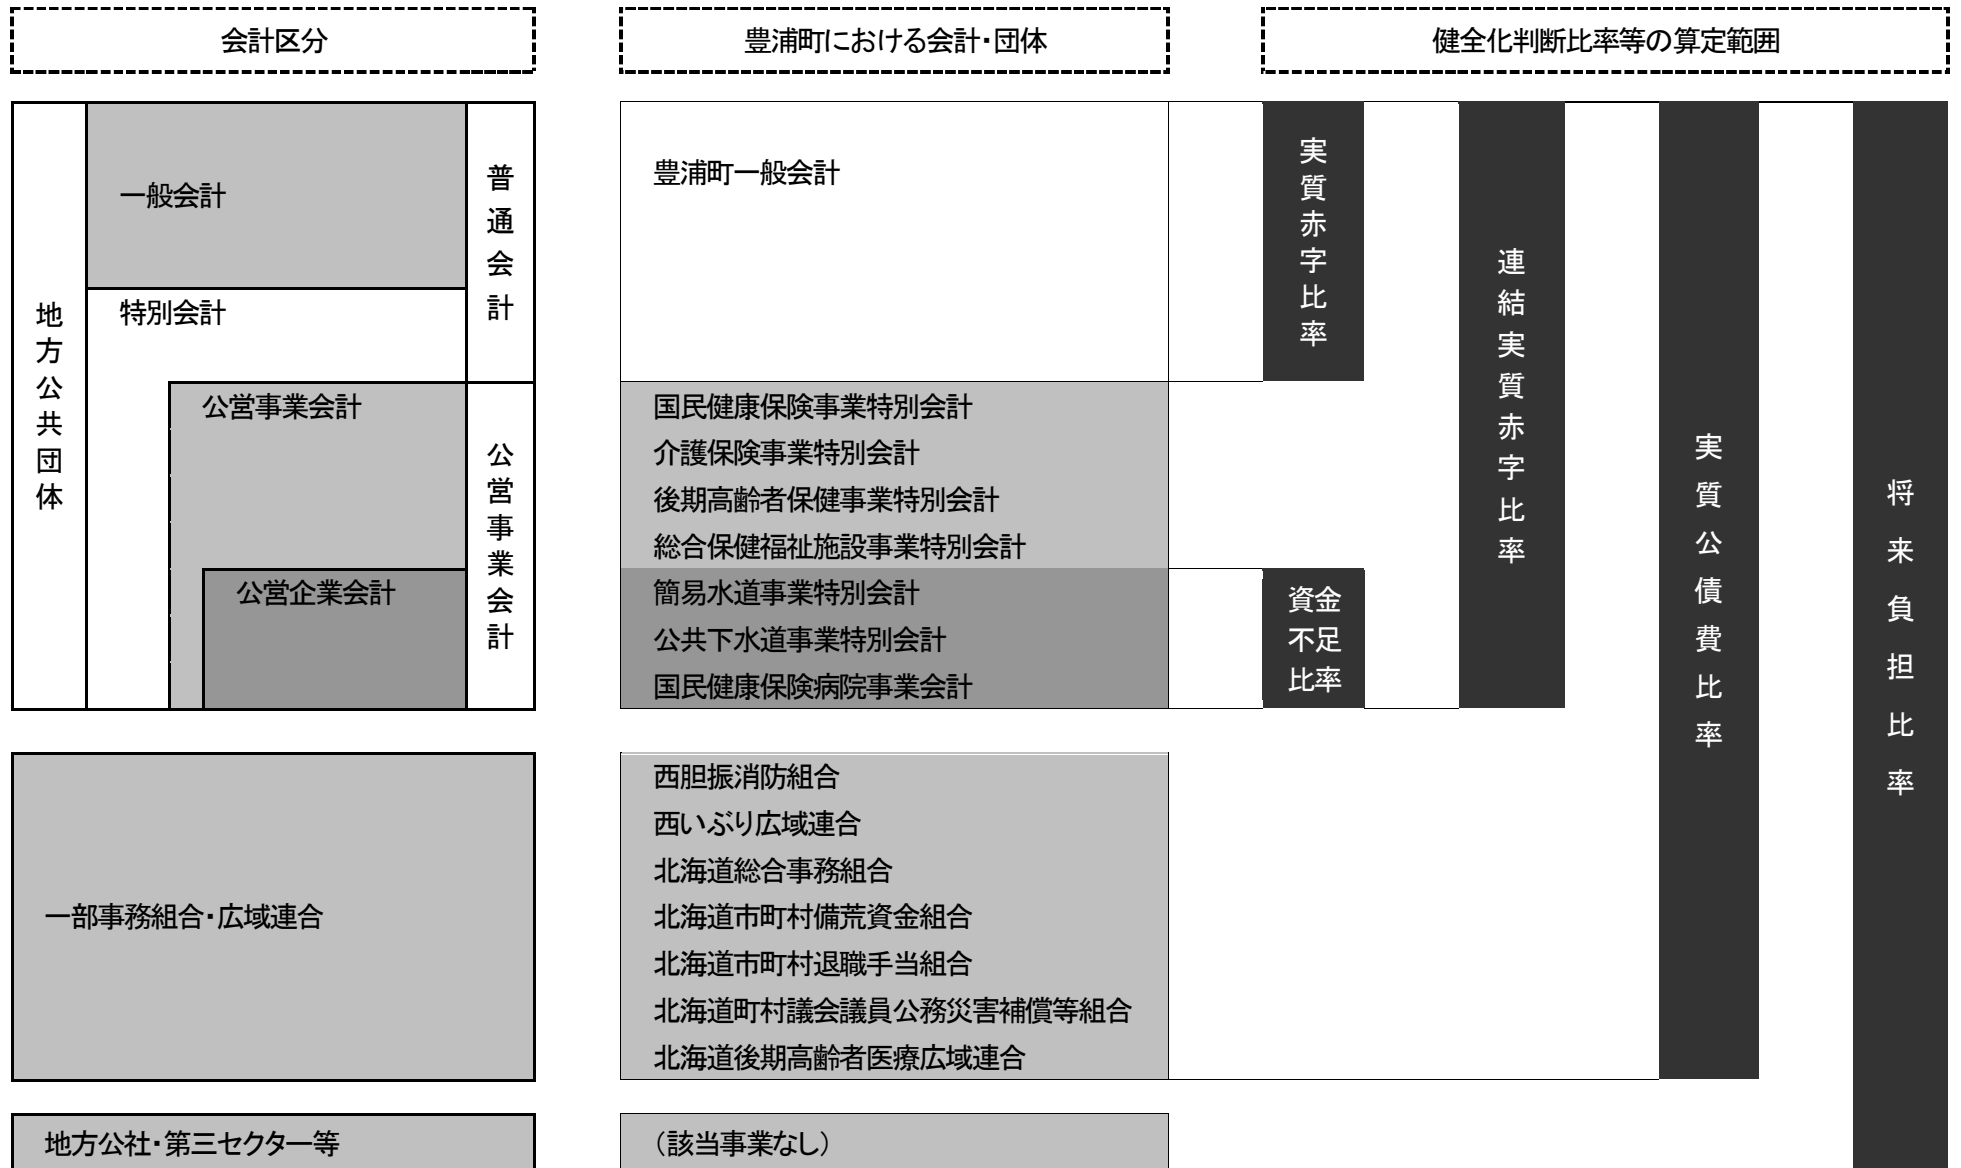 会計区分
豊浦町における会計・団体
健全化判断比率等の算定範囲
地方公共団体
一般会計
特別会計
公営事業会計
公営企業会計
普通会計
公営事業会計
豊浦町一般会計
国民健康保険事業特別会計
介護保険事業特別会計
後期高齢者保健事業特別会計
総合保健福祉施設事業特別会計
簡易水道事業特別会計
公共下水道事業特別会計
国民健康保険病院事業会計
実質赤字比率
資金
不足
比率
連結実質赤字比率
実質公債費比率
将来負担比率
一部事務組合・広域連合
西胆振消防組合
西いぶり広域連合
北海道総合事務組合
北海道市町村備荒資金組合
北海道市町村退職手当組合
北海道町村議会議員公務災害補償等組合
北海道後期高齢者医療広域連合
地方公社・第三セクター等
（該当事業なし）